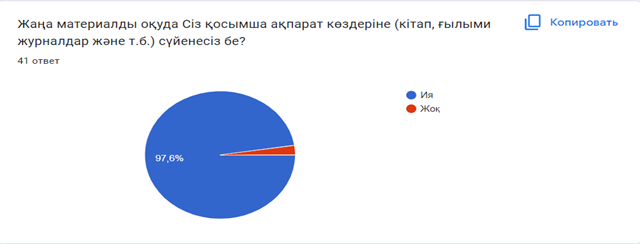 Жаңа материалды оқуда Сіз қосымша ақпарат көздеріне (кітап, ғылыми
журналдар және т.б.) сүйенесіз бе?
Копировать
41 ответ
Ия
Жоқ
97,6%